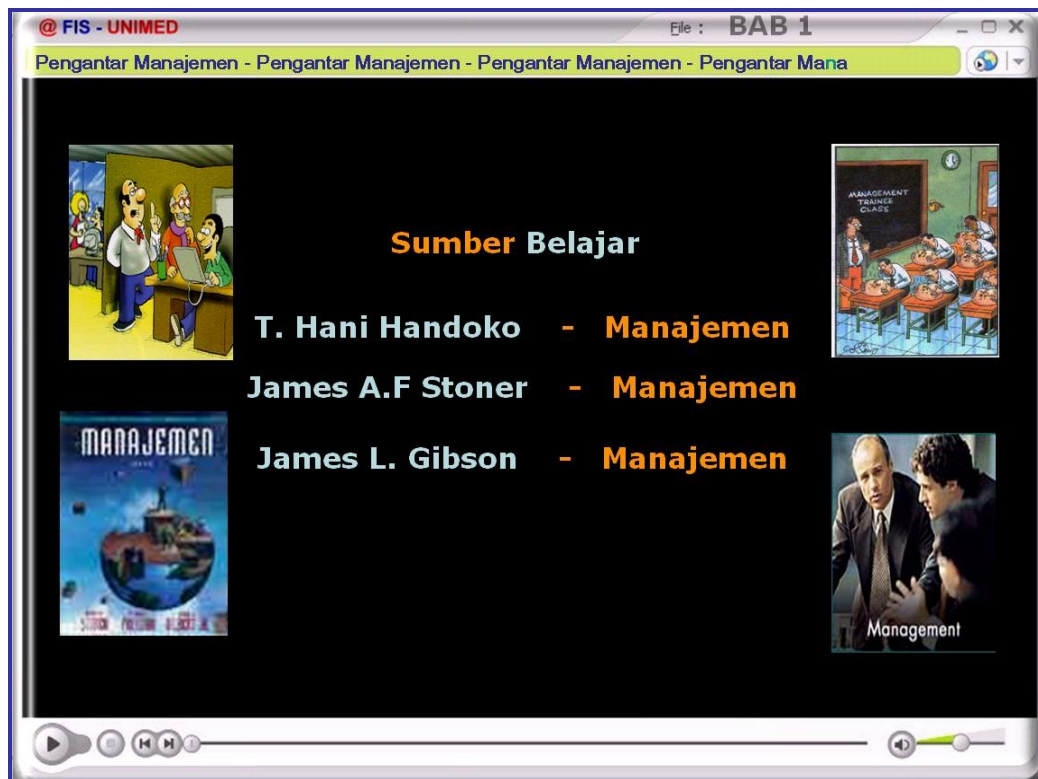 @ FIS - UNIMED
File : BAB 1
Pengantar Manajemen - Pengantar Manajemen - Pengantar Manajemen - Pengantar Mana
MANAGEMENT
TRAINEE
CLASS
Sumber Belajar
T. Hani Handoko - Manajemen
James A.F Stoner - Manajemen
MANAJEMEN
James L. Gibson - Manajemen
Management